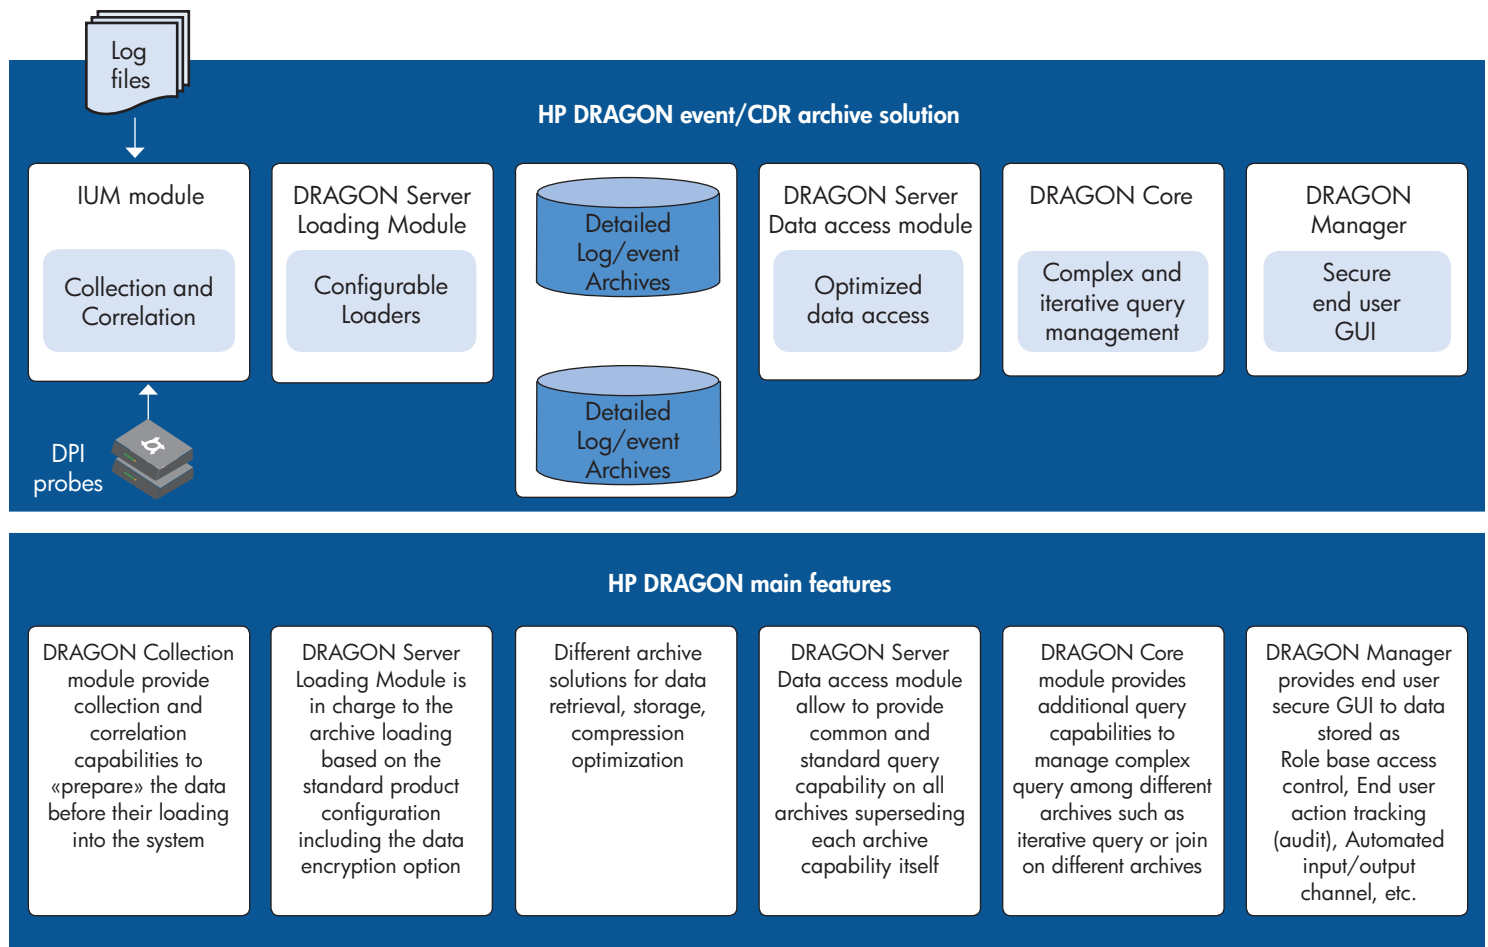 Log
files
HP DRAGON event/CDR archive solution
IUM module
Collection and
Correlation
DRAGON Server
Loading Module
Configurable
Loaders
Detailed
Log/event
Archives
Detailed
Log/event
Archives
DRAGON Server
Data access module
Optimized
data access
DRAGON Core
Complex and
iterative query
management
DRAGON
Manager
Secure
end user
GUI
DPI
probes
HP DRAGON main features
DRAGON Collection
module provide
collection and
correlation
capabilities to
«prepare» the data
before their loading
into the system
DRAGON Server
Loading Module is
in charge to the
archive loading
based on the
standard product
configuration
including the data
encryption option
Different archive
solutions for data
retrieval, storage,
compression
optimization
DRAGON Server
Data access module
allow to provide
common and
standard query
capability on all
archives superseding
each archive
capability itself
DRAGON Core
module provides
additional query
capabilities to
manage complex
query among different
archives such as
iterative query or join
on different archives
DRAGON Manager
provides end user
secure GUI to data
stored as
Role base access
control, End user
action tracking
(audit), Automated
input/output
channel, etc.